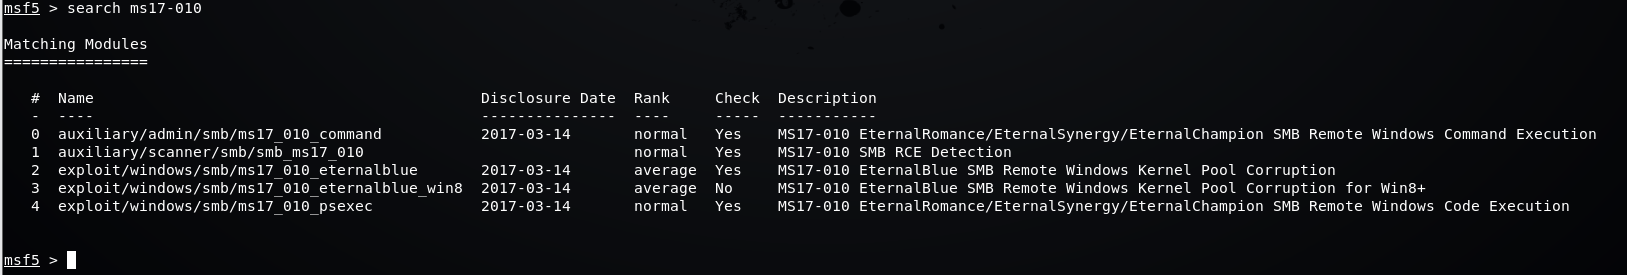 msf5 > search ms17-010
Matching Modules
================
#  Name                                          Disclosure Date  Rank     Check  Description
-  ----                                          ---------------  ----     -----  -----------
0  auxiliary/admin/smb/ms17_010_command          2017-03-14       normal   Yes    MS17-010 EternalRomance/EternalSynergy/EternalChampion SMB Remote Windows Command Execution
1  auxiliary/scanner/smb/smb_ms17_010                             normal   Yes    MS17-010 SMB RCE Detection
2  exploit/windows/smb/ms17_010_eternalblue      2017-03-14       average  Yes    MS17-010 EternalBlue SMB Remote Windows Kernel Pool Corruption
3  exploit/windows/smb/ms17_010_eternalblue_win8 2017-03-14       average  No     MS17-010 EternalBlue SMB Remote Windows Kernel Pool Corruption for Win8+
4  exploit/windows/smb/ms17_010_psexec           2017-03-14       normal   Yes    MS17-010 EternalRomance/EternalSynergy/EternalChampion SMB Remote Windows Code Execution
msf5 >